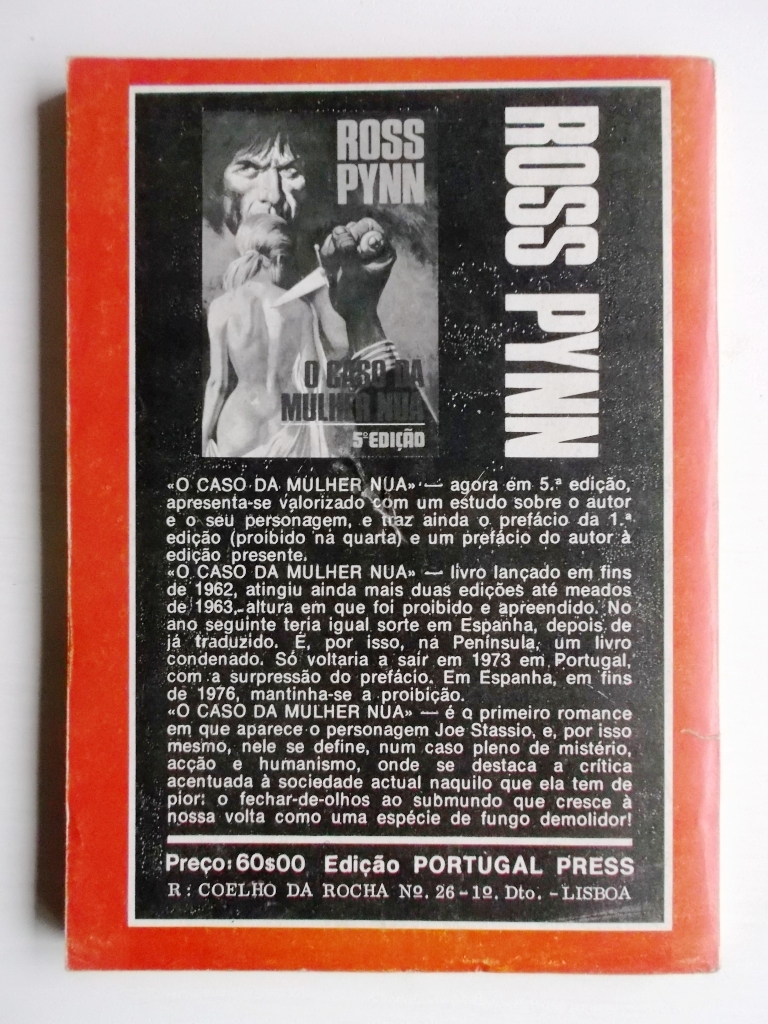 ROSS
PYNN
O CASO DA
MULHER NUA
5ª EDIÇÃO
ROSS PYNN
«O CASO DA MULHER NUA» — agora em 5.ª edição,
apresenta-se valorizado com um estudo sobre o autor
e o seu personagem, e traz ainda o prefácio da 1.ª
edição (proibido na quarta) e um prefácio do autor à
edição presente.
«O CASO DA MULHER NUA» — livro lançado em fins
de 1962, atingiu ainda mais duas edições até meados
de 1963, altura em que foi proibido e apreendido. No
ano seguinte teria igual sorte em Espanha, depois de
já traduzido. É, por isso, na Península, um livro
condenado. Só voltaria a sair em 1973 em Portugal,
com a surpressão do prefácio. Em Espanha, em fins
de 1976, mantinha-se a proibição.
«O CASO DA MULHER NUA» — é o primeiro romance
em que aparece o personagem Joe Stassio, e, por isso
mesmo, nele se define, num caso pleno de mistério,
acção e humanismo, onde se destaca a crítica
acentuada à sociedade actual naquilo que ela tem de
pior: o fechar-de-olhos ao submundo que cresce à
nossa volta como uma espécie de fungo demolidor!
Preço: 60$00 Edição PORTUGAL PRESS
R: COELHO DA ROCHA Nº. 26 - 1º. Dto. - LISBOA